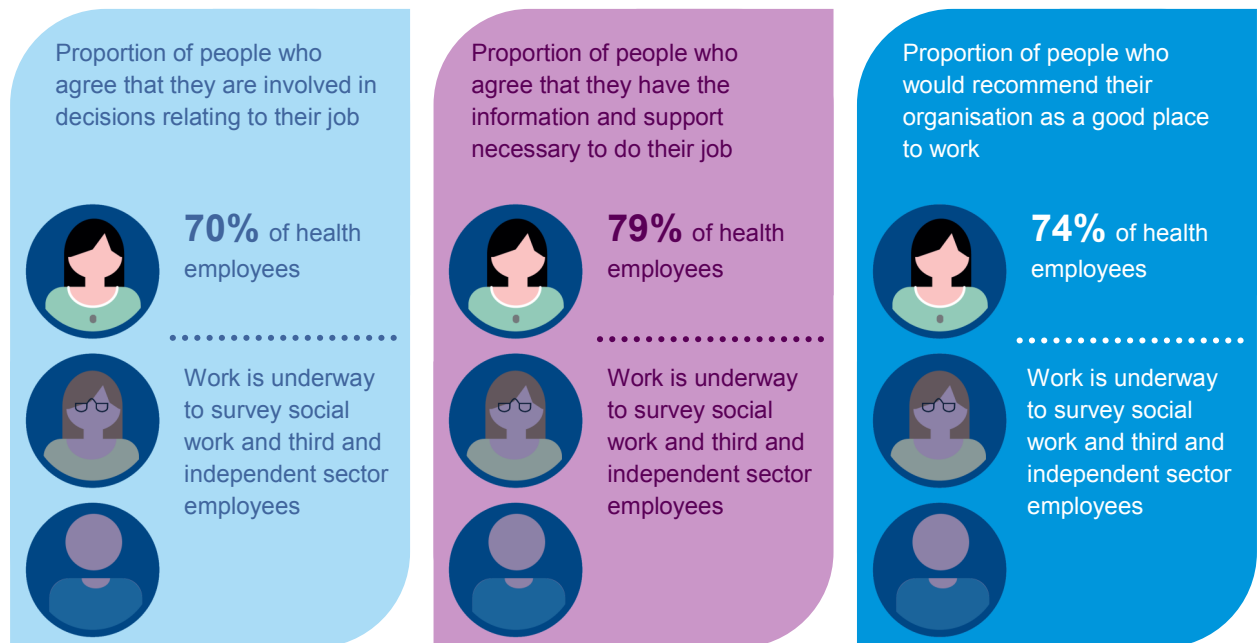 Proportion of people who
agree that they are involved in
decisions relating to their job
70% of health
employees
Work is underway
to survey social
work and third and
independent sector
employees
Proportion of people who
agree that they have the
information and support
necessary to do their job
79% of health
employees
Work is underway
to survey social
work and third and
independent sector
employees
Proportion of people who
would recommend their
organisation as a good place
to work
74% of health
employees
Work is underway
to survey social
work and third and
independent sector
employees